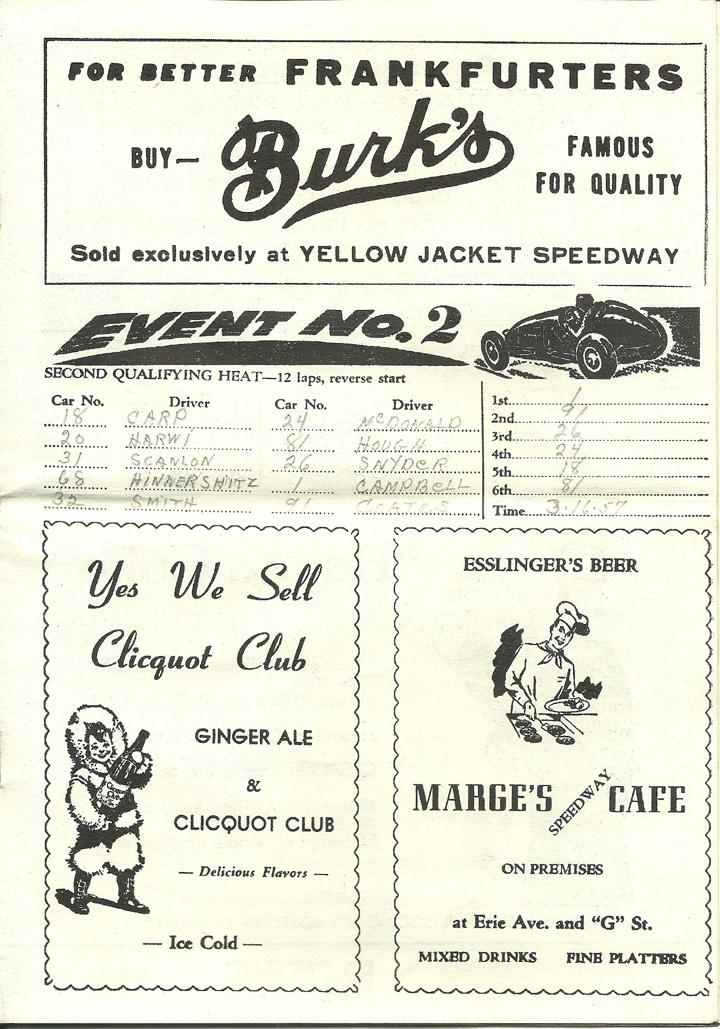 FOR BETTER FRANKFURTERS
BUY— Burk's FAMOUS FOR QUALITY
Sold exclusively at YELLOW JACKET SPEEDWAY
EVENT No. 2
SECOND QUALIFYING HEAT—12 laps, reverse start
Car No. Driver Car No. Driver
18 CARP 24 McDONALD
20 HARWI 81 HOUGH
31 SCANLON 26 SNYDER
68 HINNERSHITZ 1 CAMPBELL
32 SMITH 91 COATES
1st. 1
2nd. 91
3rd. 26
4th. 24
5th. 18
6th. 81
Time 3.16.57
Yes We Sell
Clicquot Club
GINGER ALE
&
CLICQUOT CLUB
— Delicious Flavors —
— Ice Cold —
ESSLINGER'S BEER
MARGE'S SPEEDWAY CAFE
ON PREMISES
at Erie Ave. and "G" St.
MIXED DRINKS FINE PLATTERS